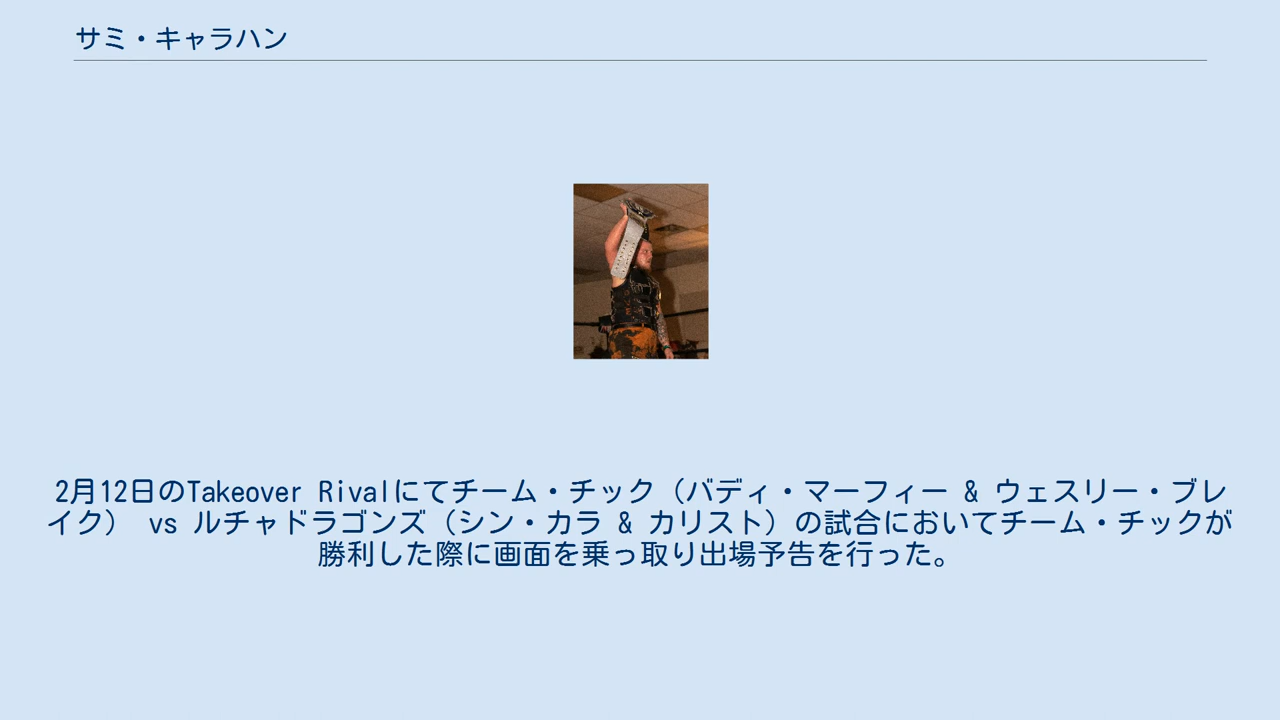 サミ・キャラハン
2月12日のTakeover Rivalにてチーム・チック（バディ・マーフィー & ウェスリー・ブレ
イク） vs ルチャドラゴンズ（シン・カラ & カリスト）の試合においてチーム・チックが
勝利した際に画面を乗っ取り出場予告を行った。